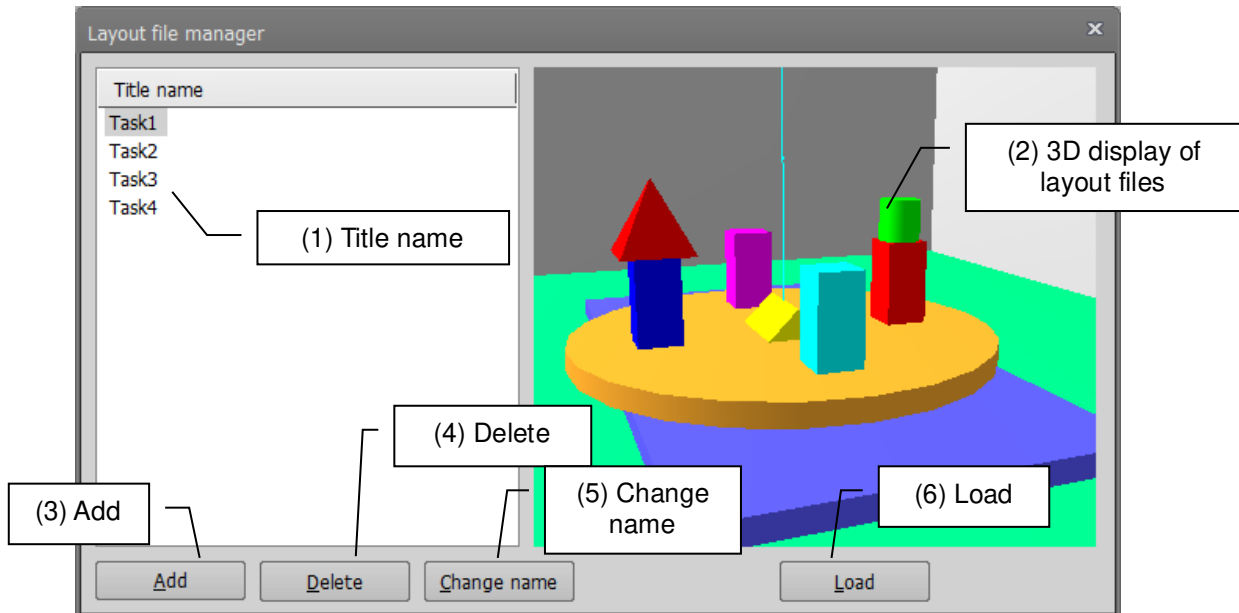 Layout file manager
x
Title name
Task1
Task2
Task3
Task4
(1) Title name
(2) 3D display of
layout files
(3) Add
(4) Delete
(5) Change
name
(6) Load
Add
Delete
Change name
Load